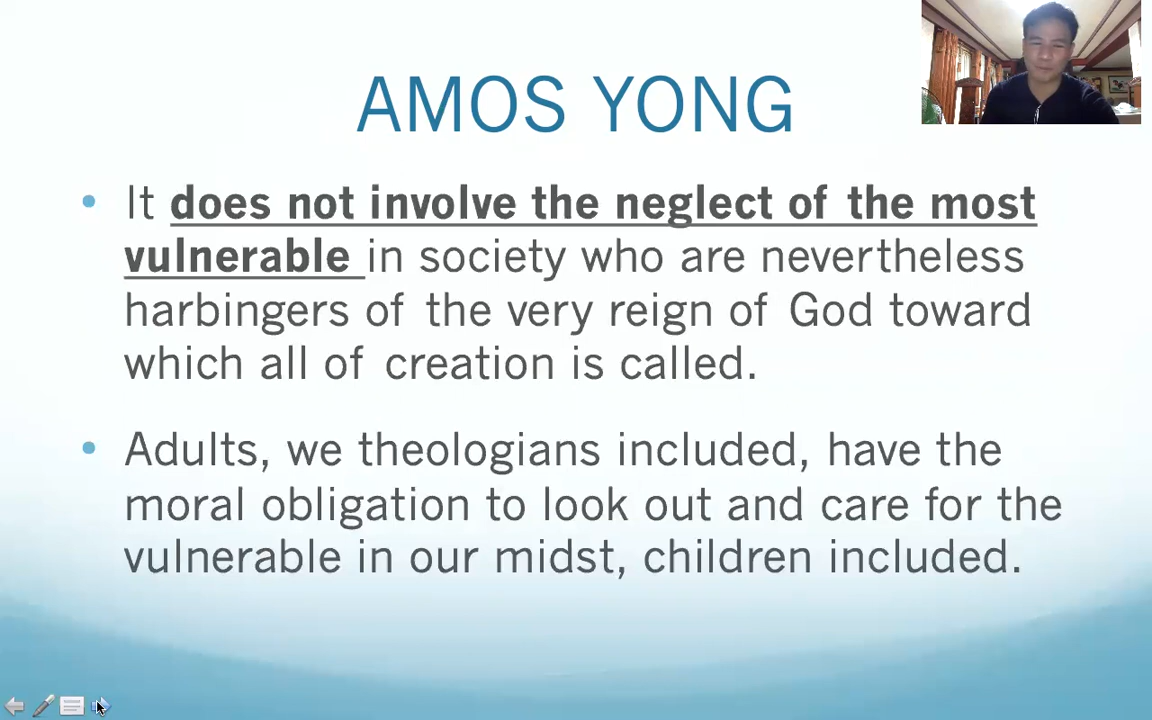 AMOS YONG
• It does not involve the neglect of the most
vulnerable in society who are nevertheless
harbingers of the very reign of God toward
which all of creation is called.
• Adults, we theologians included, have the
moral obligation to look out and care for the
vulnerable in our midst, children included.